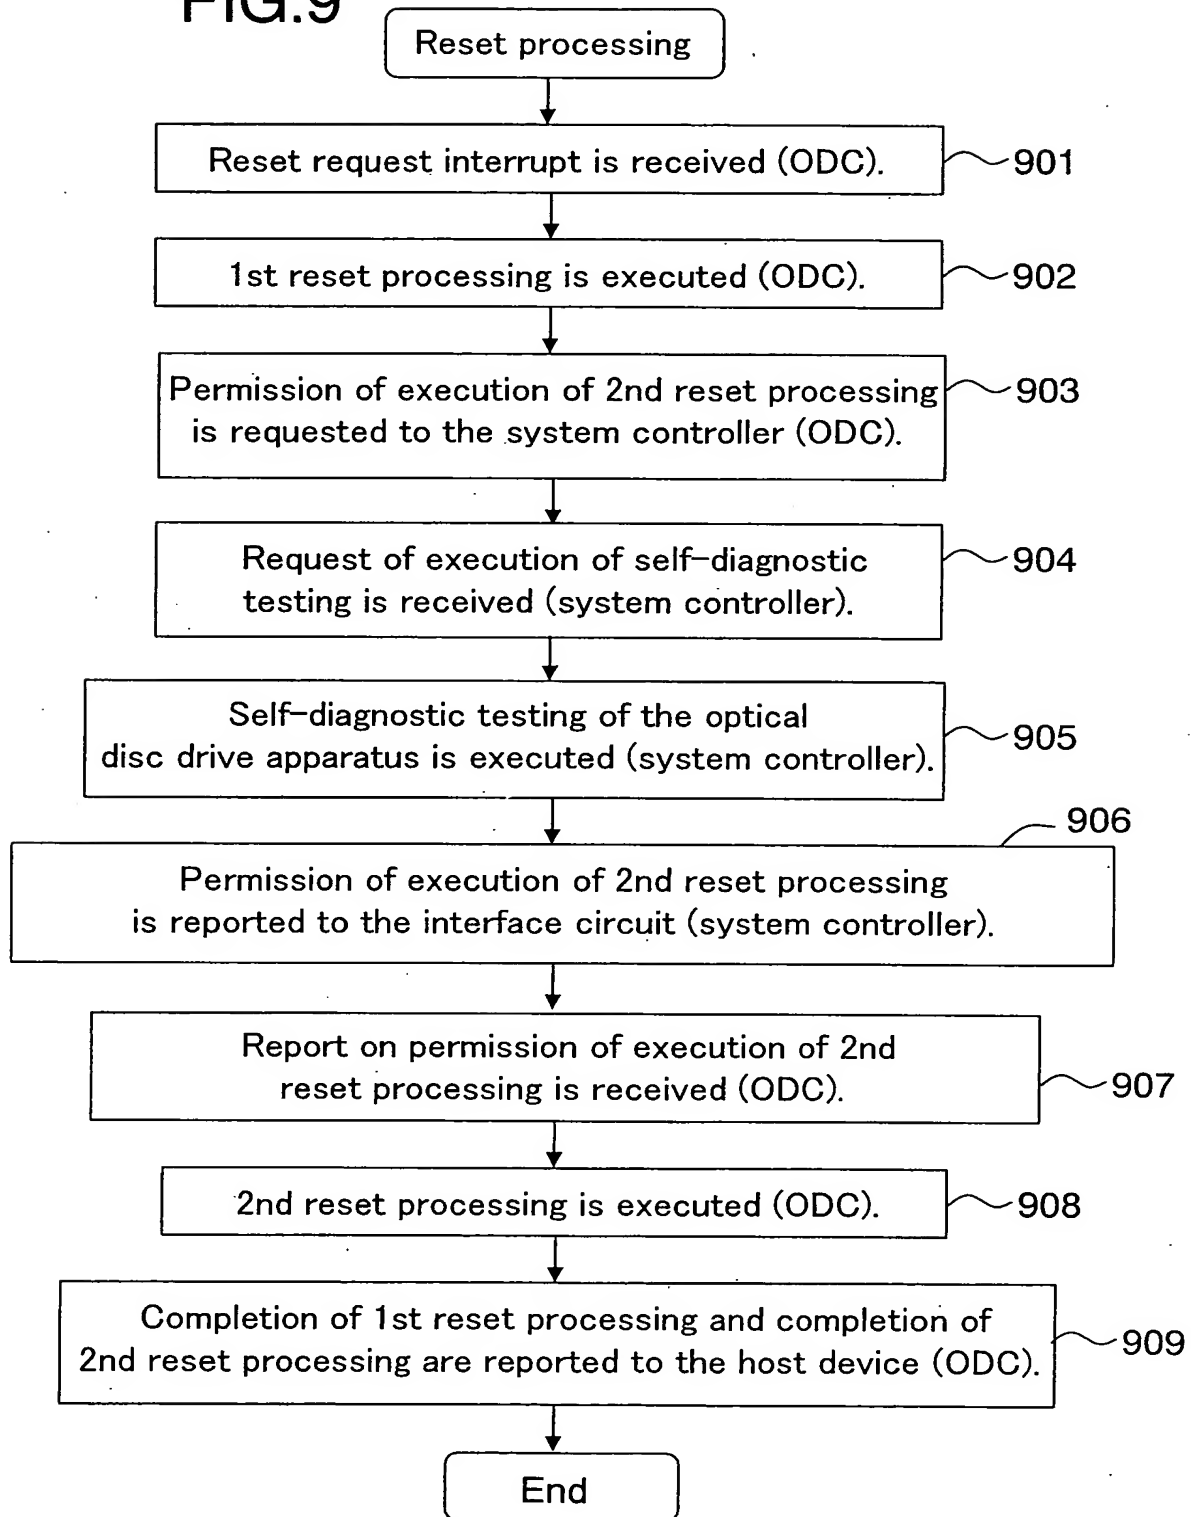 FIG.9
Reset processing
Reset request interrupt is received (ODC).
901
1st reset processing is executed (ODC).
902
Permission of execution of 2nd reset processing
is requested to the system controller (ODC).
903
Request of execution of self-diagnostic
testing is received (system controller).
904
Self-diagnostic testing of the optical
disc drive apparatus is executed (system controller).
905
906
Permission of execution of 2nd reset processing
is reported to the interface circuit (system controller).
Report on permission of execution of 2nd
reset processing is received (ODC).
907
2nd reset processing is executed (ODC).
908
Completion of 1st reset processing and completion of
2nd reset processing are reported to the host device (ODC).
909
End